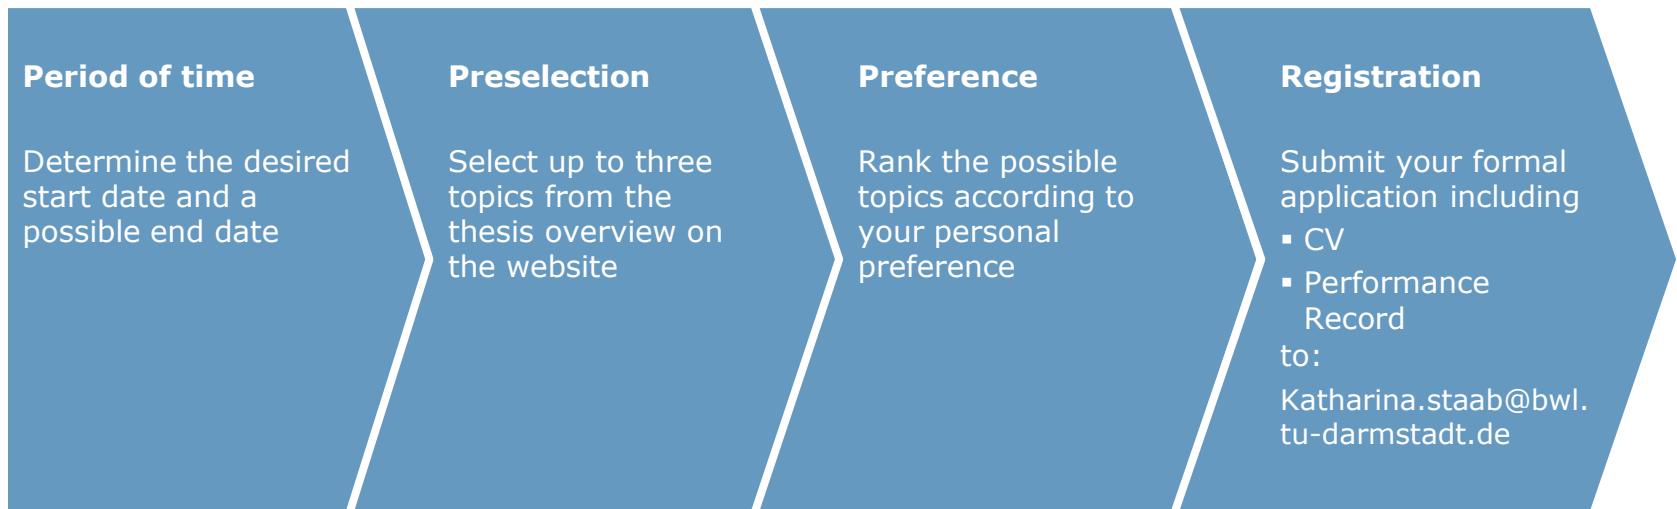 Period of time
Determine the desired
start date and a
possible end date
Preselection
Select up to three
topics from the
thesis overview on
the website
Preference
Rank the possible
topics according to
your personal
preference
Registration
Submit your formal
application including
▪ CV
▪ Performance
Record
to:
Katharina.staab@bwl.
tu-darmstadt.de